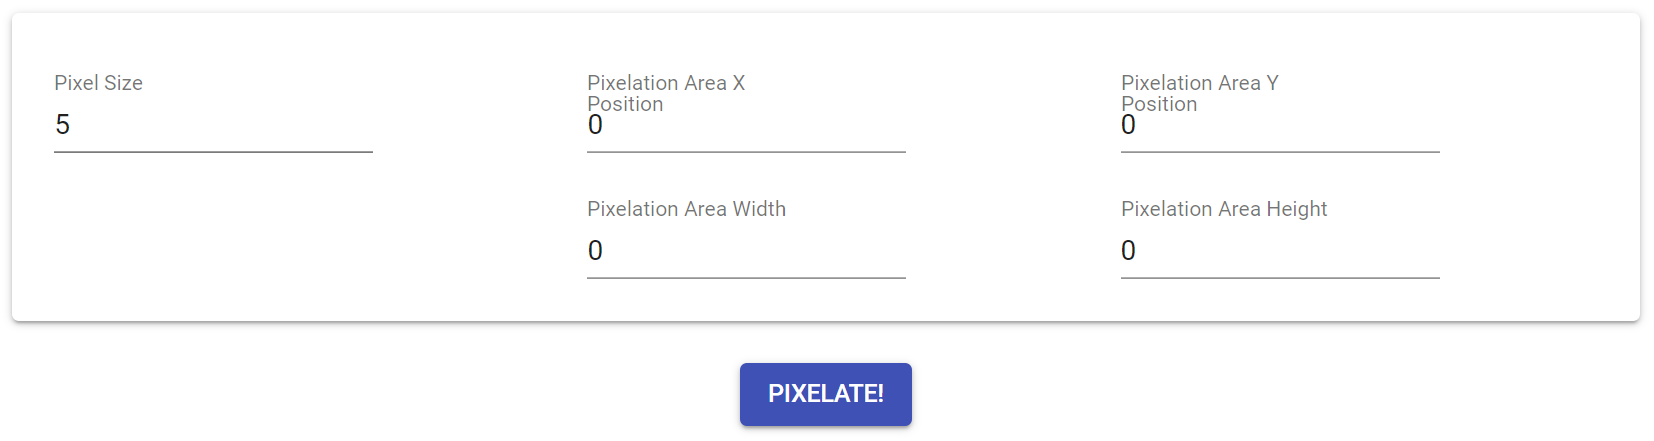 Pixel Size
5
Pixelation Area X
Position
0
Pixelation Area Y
Position
0
Pixelation Area Width
0
Pixelation Area Height
0
PIXELATE!